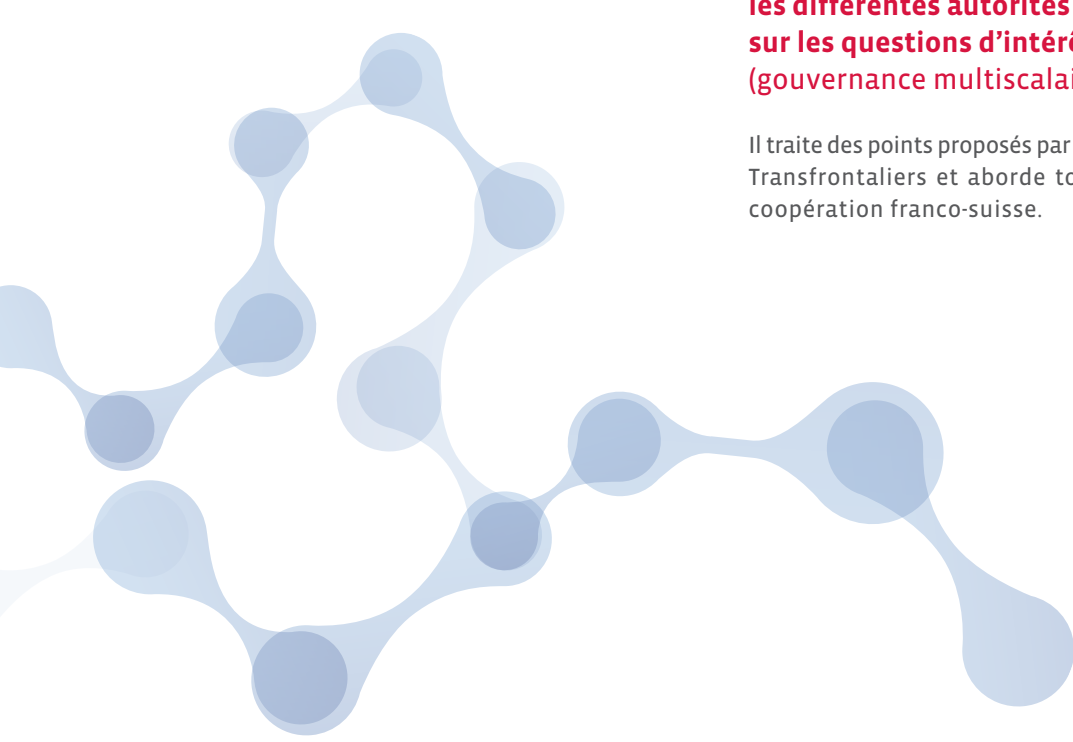 les différentes autorités
sur les questions d'intér
(gouvernance multiscalai
Il traite des points proposés par
Transfrontaliers et aborde to
coopération franco-suisse.